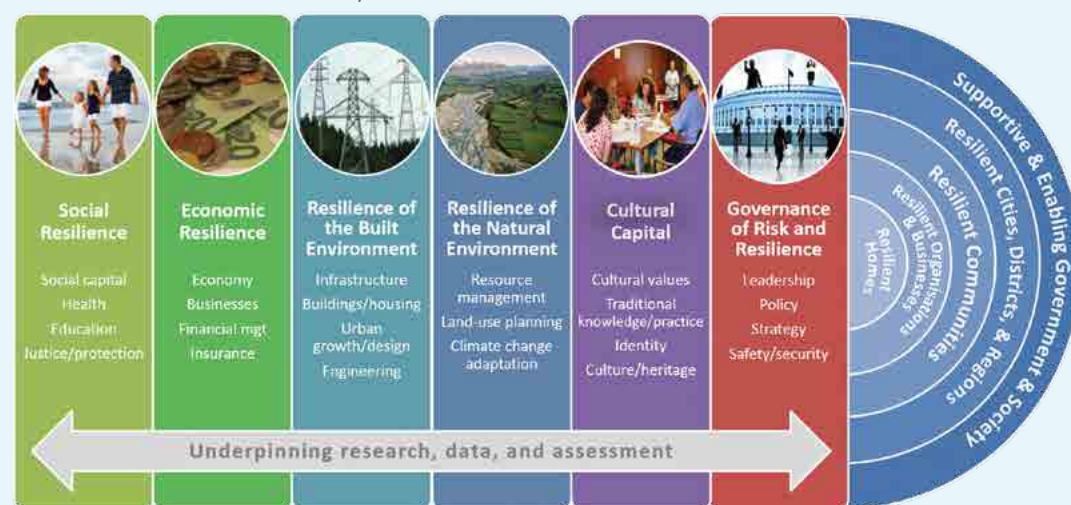 Social
Resilience
Social capital
Health
Education
Justice/protection
Economic
Resilience
Economy
Businesses
Financial mgt
Insurance
Resilience of
the Built
Environment
Infrastructure
Buildings/housing
Urban
growth/design
Engineering
Resilience of
the Natural
Environment
Resource
management
Land-use planning
Climate change
adaptation
Cultural
Capital
Cultural values
Traditional
knowledge/practice
Identity
Culture/heritage
Governance
of Risk and
Resilience
Leadership
Policy
Strategy
Safety/security
Resilient
Homes
Resilient Organisations
& Businesses
Resilient Communities
Resilient Cities, Districts, & Regions
Supportive & Enabling Government & Society
Underpinning research, data, and assessment